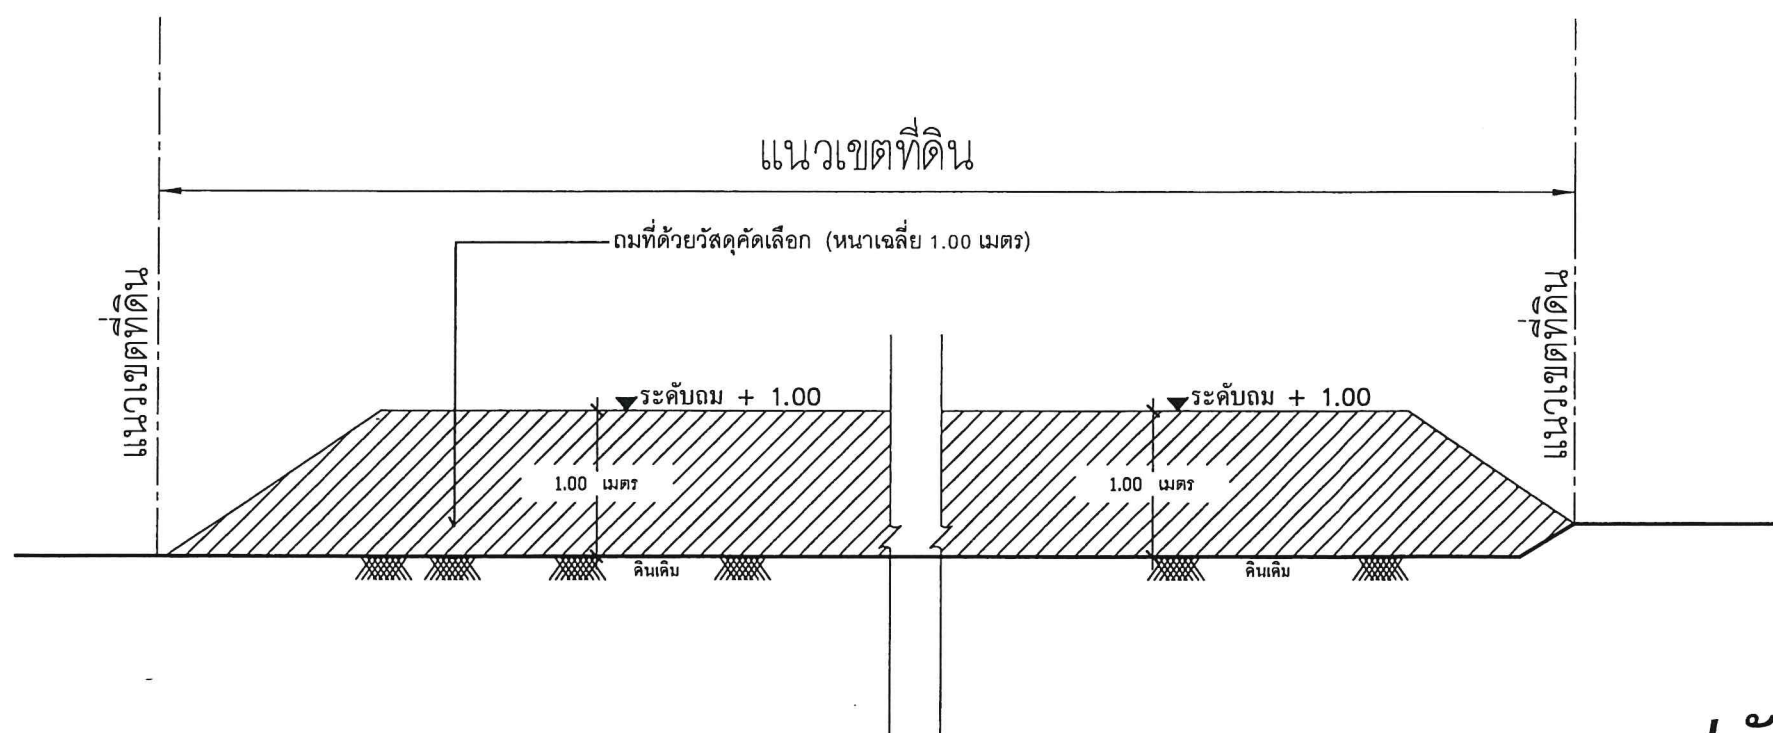 แนวเขตที่ดิน
ถมที่ด้วยวัสดุคัดเลือก (หนาเฉลี่ย 1.00 เมตร)
แนวเขตที่ดิน
แนวเขตที่ดิน
ระดับถม + 1.00
ระดับถม + 1.00
1.00 เมตร
1.00 เมตร
ดินเดิม
ดินเดิม